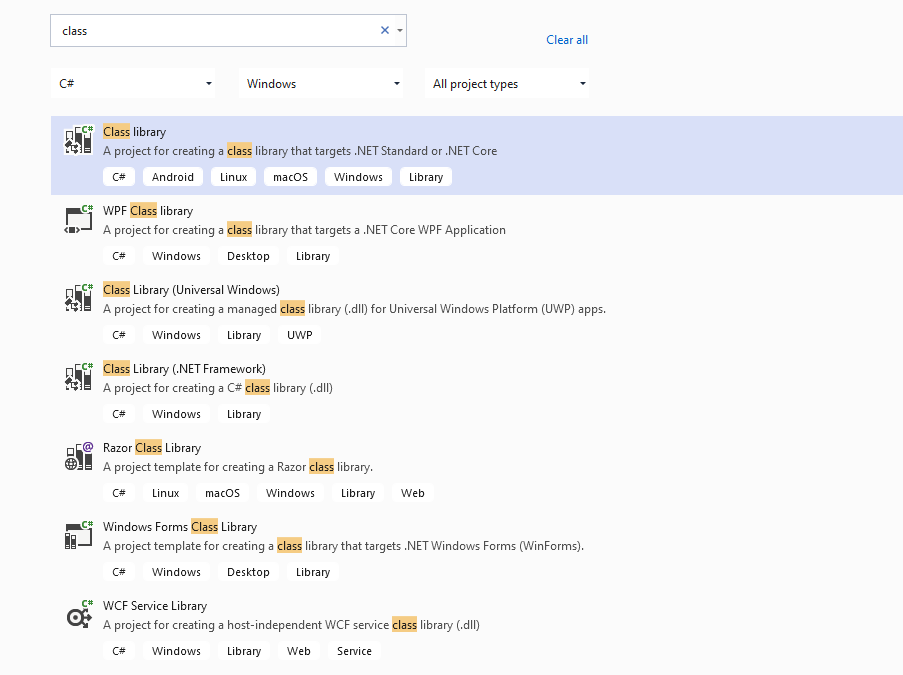 class
Clear all
C#
Windows
All project types
C#
Class library
A project for creating a class library that targets .NET Standard or .NET Core
C# Android Linux macOS Windows Library
C#
WPF Class library
A project for creating a class library that targets a .NET Core WPF Application
C# Windows Desktop Library
C#
Class Library (Universal Windows)
A project for creating a managed class library (.dll) for Universal Windows Platform (UWP) apps.
C# Windows Library UWP
C#
Class Library (.NET Framework)
A project for creating a C# class library (.dll)
C# Windows Library
@
Razor Class Library
A project template for creating a Razor class library.
C# Linux macOS Windows Library Web
C#
Windows Forms Class Library
A project template for creating a class library that targets .NET Windows Forms (WinForms).
C# Windows Desktop Library
C#
WCF Service Library
A project for creating a host-independent WCF service class library (.dll)
C# Windows Library Web Service